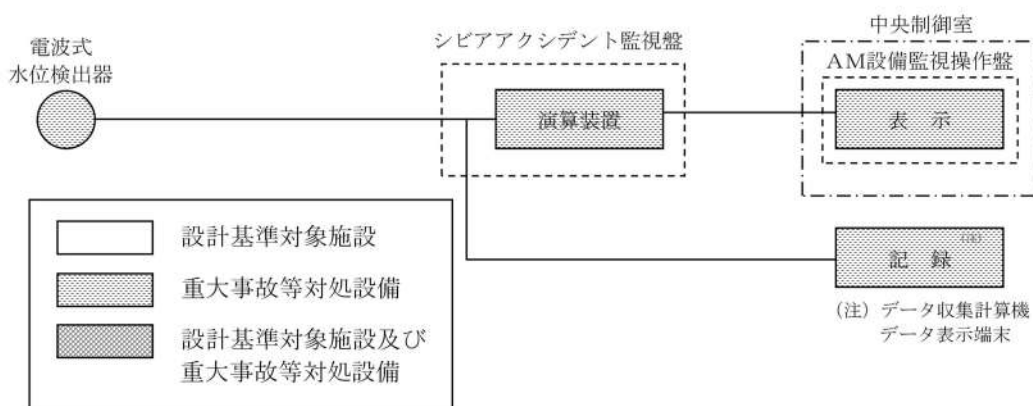 中央制御室
シビアアクシデント監視盤
電波式
水位検出器
AM設備監視操作盤
演算装置
表 示
設計基準対象施設
記 録 (注)
重大事故等対処設備
(注) データ収集計算機
データ表示端末
設計基準対象施設及び
重大事故等対処設備